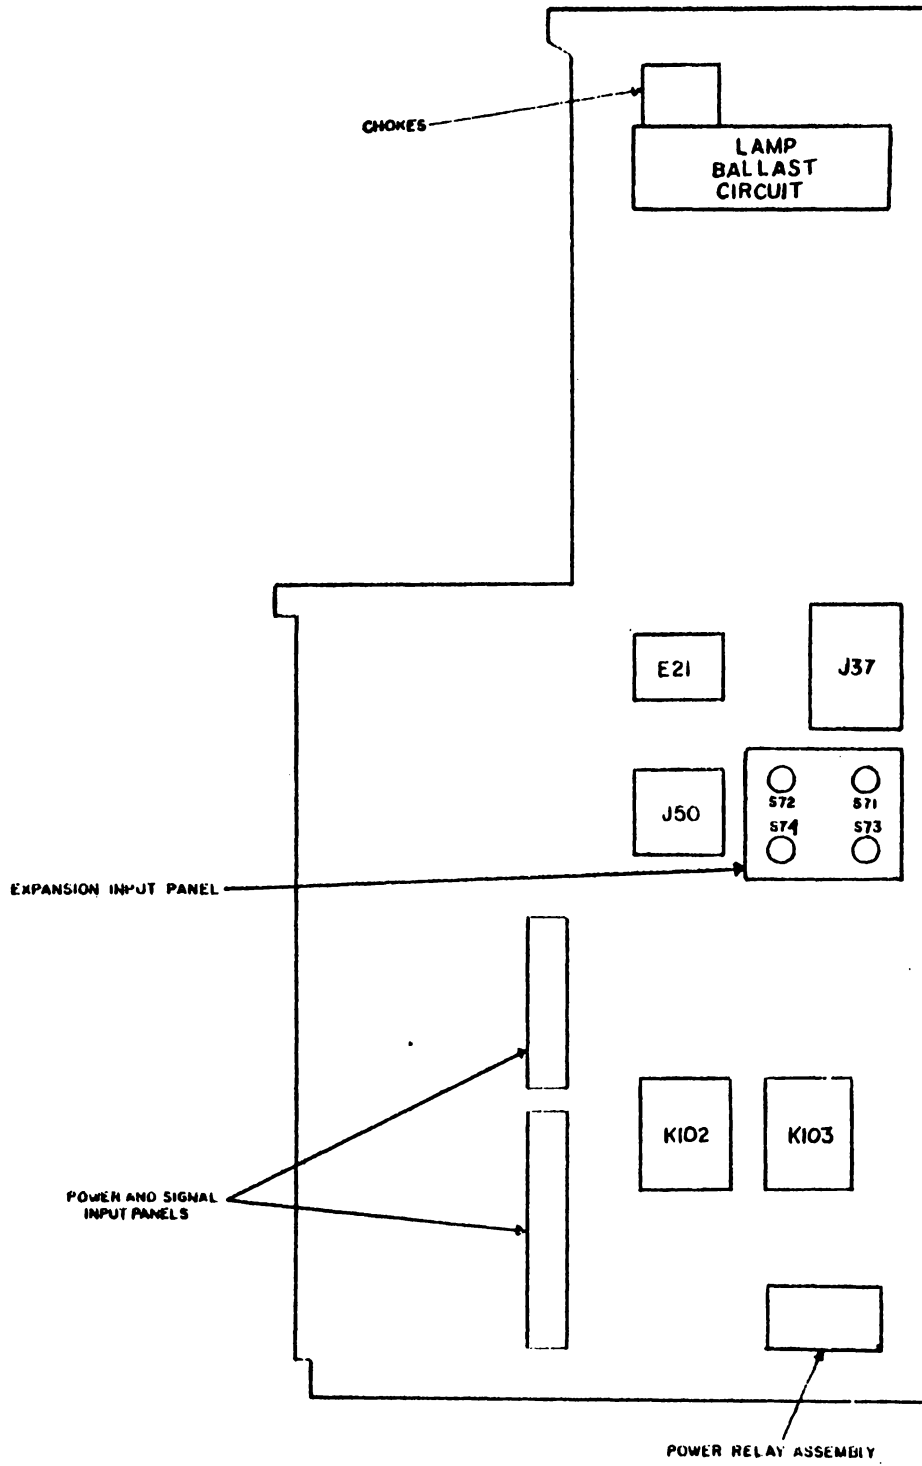 CHOKES
LAMP
BALLAST
CIRCUIT
E21
J37
J50
S72
S71
S74
S73
EXPANSION INPUT PANEL
K102
K103
POWER AND SIGNAL
INPUT PANELS
POWER RELAY ASSEMBLY